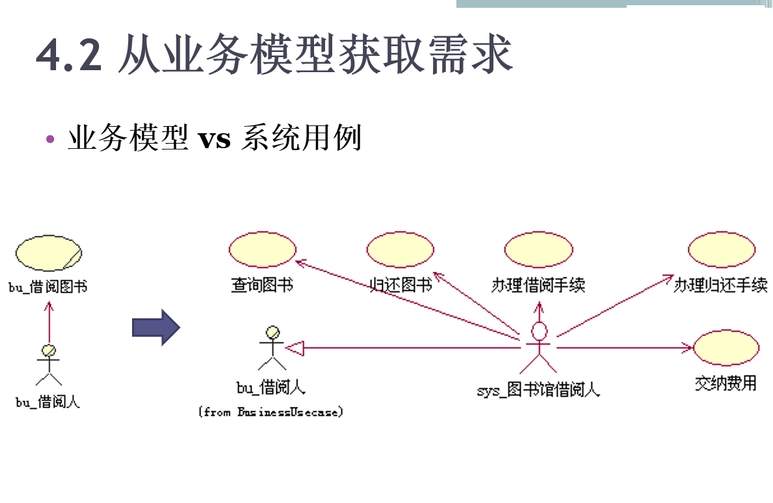 4.2 从业务模型获取需求
• 业务模型 vs 系统用例
查询图书
归还图书
办理借阅手续
办理归还手续
bu_借阅图书
bu_借阅人
(from BusinessUsecase)
sys_图书馆借阅人
交纳费用
bu_借阅人